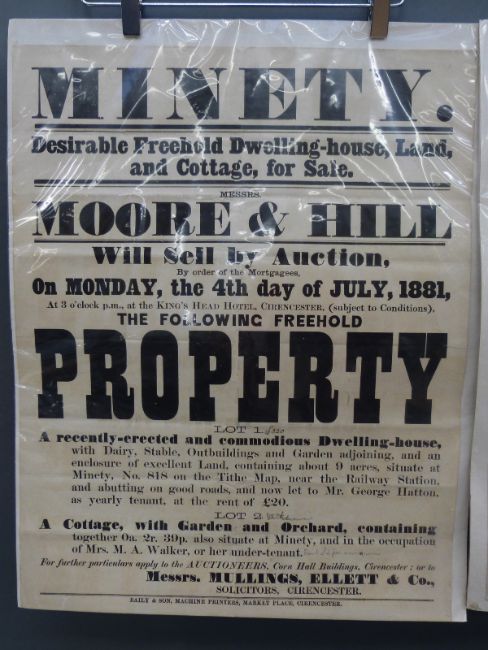 MINETY.
Desirable Freehold Dwelling-house, Land,
and Cottage, for Sale.
MESSRS.
MOORE & HILL
Will Sell by Auction,
By order of the Mortgagees,
On MONDAY, the 4th day of JULY, 1881,
At 3 o'clock p.m., at the KING'S HEAD HOTEL, CIRENCESTER, (subject to Conditions),
THE FOLLOWING FREEHOLD
PROPERTY
LOT 1.
A recently-erected and commodious Dwelling-house,
with Dairy, Stable, Outbuildings and Garden adjoining, and an
enclosure of excellent Land, containing about 9 acres, situate at
Minety, No. 818 on the Tithe Map, near the Railway Station,
and abutting on good roads, and now let to Mr. George Hatton,
as yearly tenant, at the rent of £20.
LOT 2.
A Cottage, with Garden and Orchard, containing
together 0a. 2r. 39p. also situate at Minety, and in the occupation
of Mrs. M. A. Walker, or her under-tenant.
For further particulars apply to the AUCTIONEERS, Corn Hall Buildings, Cirencester; or to
Messrs. MULLINGS, ELLETT & Co.,
SOLICITORS, CIRENCESTER.
BAILY & SON, MACHINE PRINTERS, MARKET PLACE, CIRENCESTER.